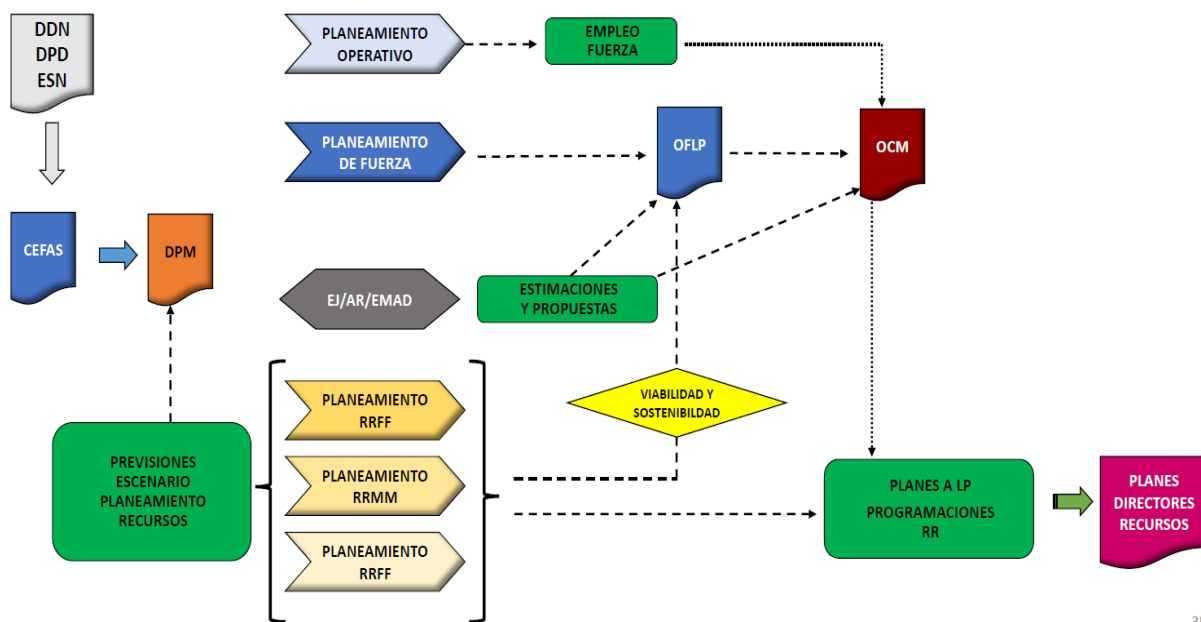 DDN
DPD
ESN
PLANEAMIENTO
OPERATIVO
EMPLEO
FUERZA
PLANEAMIENTO
DE FUERZA
OFLP
OCM
CEFAS
DPM
EJ/AR/EMAD
ESTIMACIONES
Y PROPUESTAS
PLANEAMIENTO
RRFF
VIABILIDAD Y
SOSTENIBILDAD
PREVISIONES
ESCENARIO
PLANEAMIENTO
RECURSOS
PLANEAMIENTO
RRMM
PLANEAMIENTO
RRFF
PLANES A LP
PROGRAMACIONES
RR
PLANES
DIRECTORES
RECURSOS